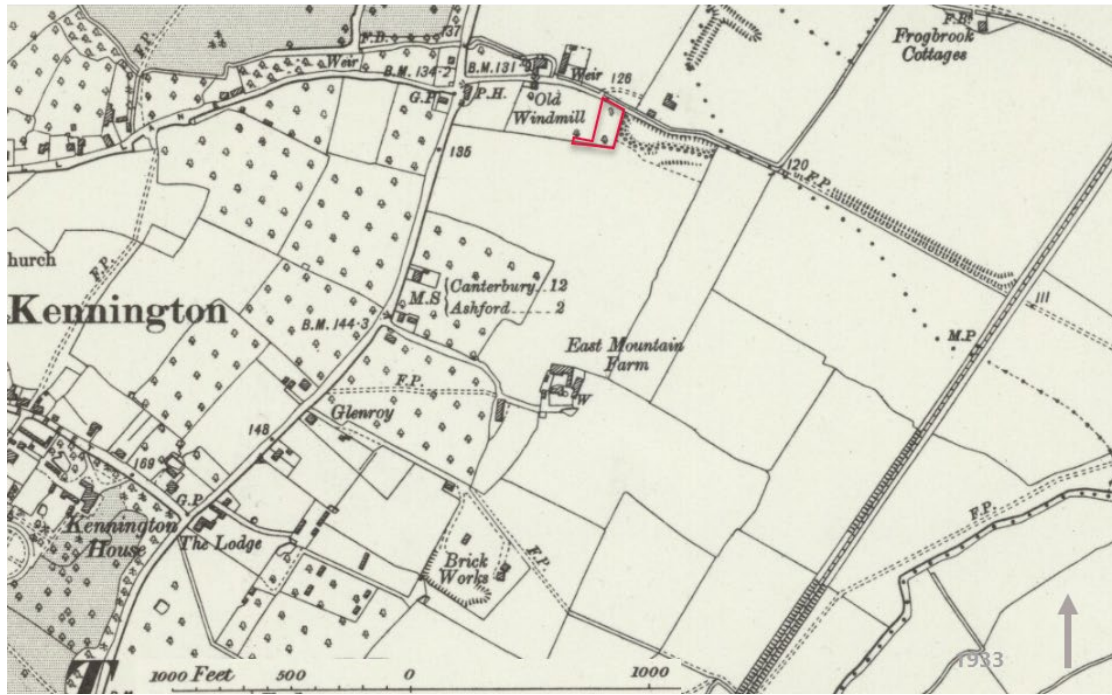 F.P.
F.B.
137
Weir
B.M. 134·2
B.M. 131
G.P.
P.H.
Old
Windmill
Weir
126
F.B.
Frogbrook
Cottages
135
120
F.P.
hurch
F.P.
Kennington
M.S
Canterbury.. 12
Ashford ...... 2
B.M. 144·3
111
M.P
East Mountain
Farm
W
F.P.
Glenroy
148
169
G.P
Kennington
House
The Lodge
Brick
Works
F.P.
F.P.
T
1000 Feet 500 0 1000
1933